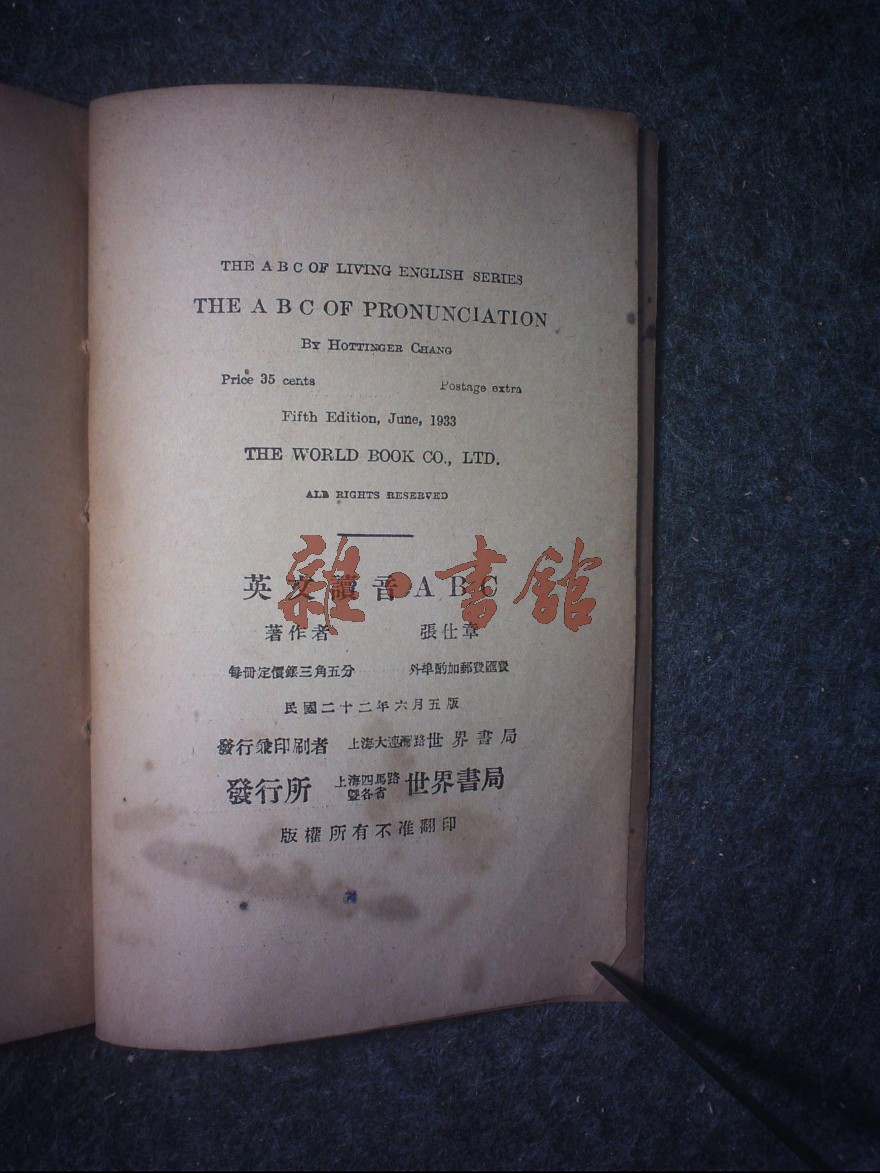 THE A B C OF LIVING ENGLISH SERIES
THE A B C OF PRONUNCIATION
BY HOTTINGER CHANG
Price 35 cents Postage extra
Fifth Edition, June, 1933
THE WORLD BOOK CO., LTD.
ALL RIGHTS RESERVED
雜·書館
英文讀音ABC
著作者 張仕章
每冊定價銀三角五分 外埠酌加郵費匯費
民國二十二年六月五版
發行兼印刷者 上海大連灣路世界書局
發行所 上海四馬路暨各省 世界書局
版權所有不准翻印